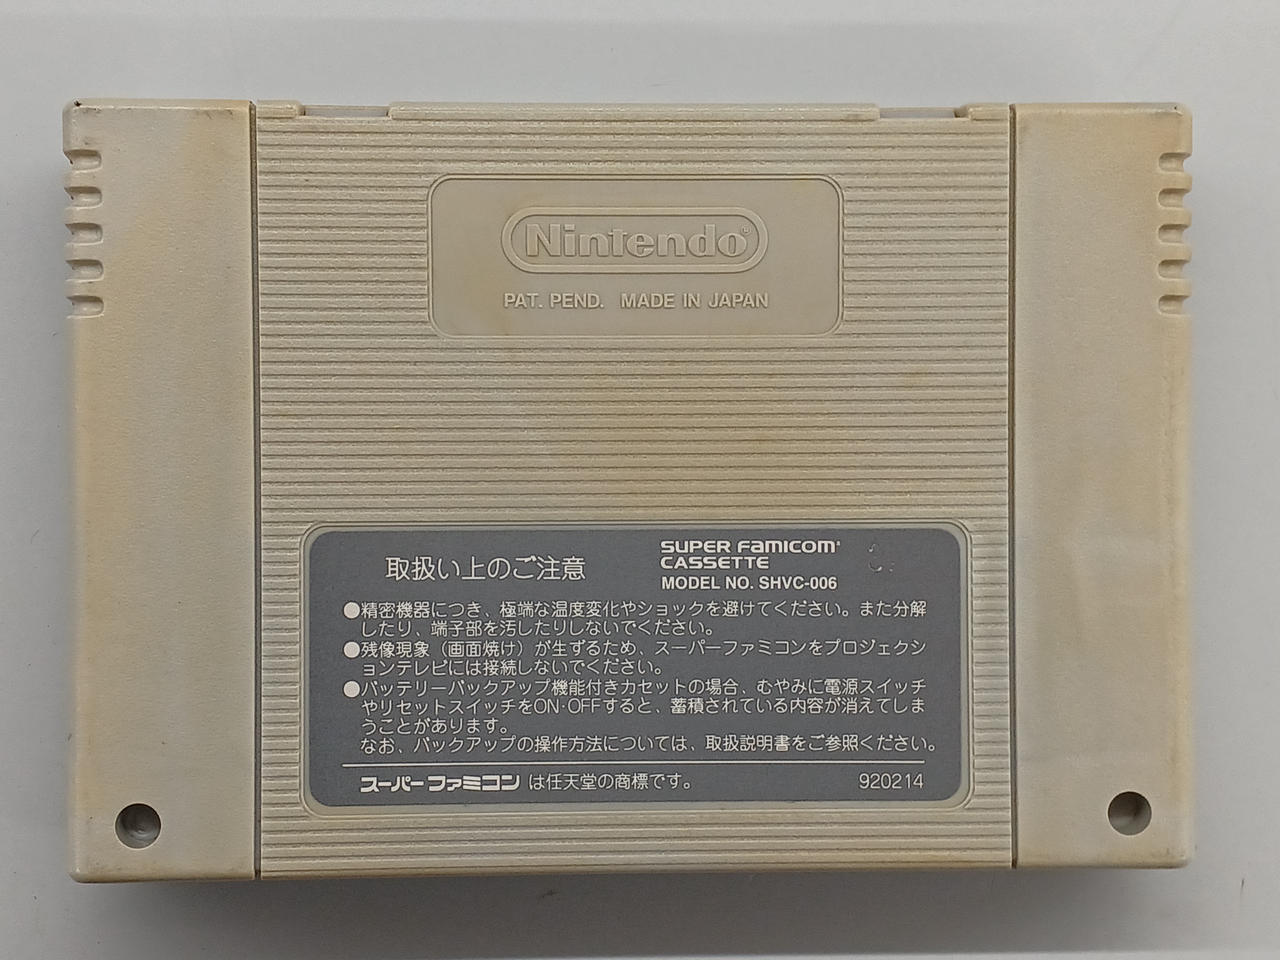 Nintendo®
PAT. PEND. MADE IN JAPAN
取扱い上のご注意
SUPER FAMICOM
CASSETTE
MODEL NO. SHVC-006
●精密機器につき、極端な温度変化やショックを避けてください。また分解
したり、端子部を汚したりしないでください。
●残像現象（画面焼け）が生ずるため、スーパーファミコンをプロジェクシ
ョンテレビには接続しないでください。
●バッテリーバックアップ機能付きカセットの場合、むやみに電源スイッチ
やリセットスイッチをON·OFFすると、蓄積されている内容が消えてしま
うことがあります。
なお、バックアップの操作方法については、取扱説明書をご参照ください。
スーパーファミコン は任天堂の商標です。
920214